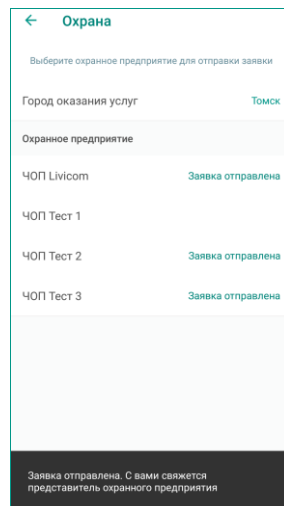 ← Охрана
Выберите охранное предприятие для отправки заявки
Город оказания услуг Томск
Охранное предприятие
ЧОП Livicom Заявка отправлена
ЧОП Тест 1
ЧОП Тест 2 Заявка отправлена
ЧОП Тест 3 Заявка отправлена
Заявка отправлена. С вами свяжется
представитель охранного предприятия